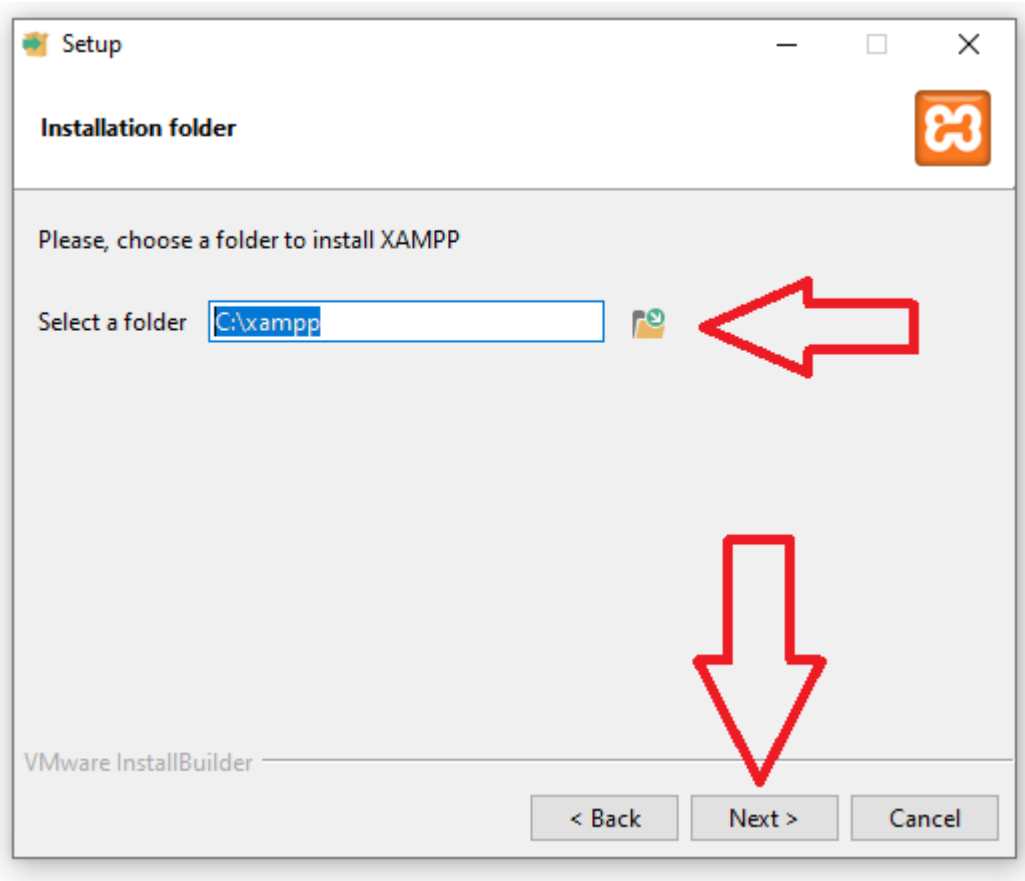 Setup
Installation folder
Please, choose a folder to install XAMPP
Select a folder C:\xampp
VMware InstallBuilder
< Back Next > Cancel